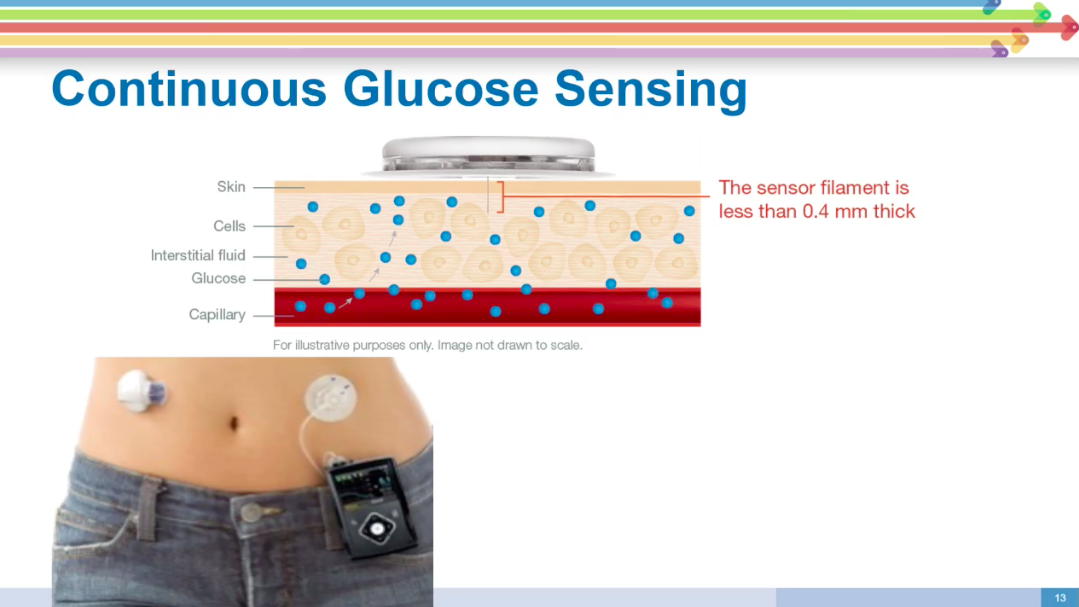 Continuous Glucose Sensing
Skin
Cells
Interstitial fluid
Glucose
Capillary
The sensor filament is
less than 0.4 mm thick
For illustrative purposes only. Image not drawn to scale.
13